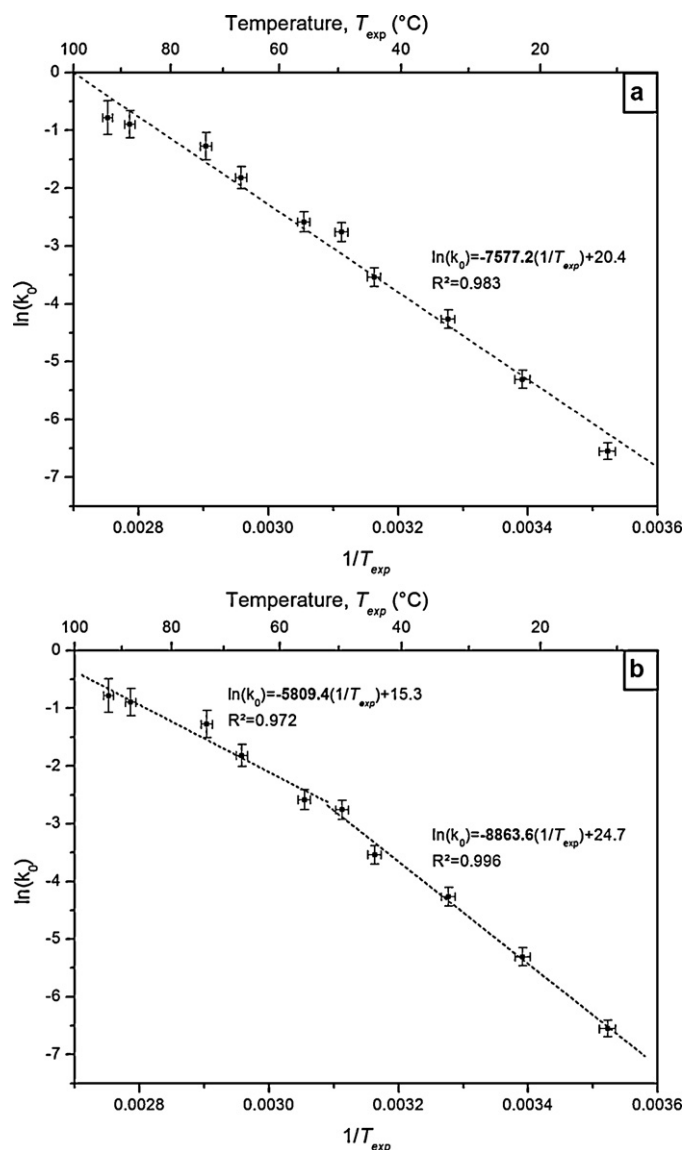 Temperature, T_exp (°C)
100 80 60 40 20
a
0
-1
-2
-3
-4
-5
-6
-7
ln(k₀)
ln(k₀)=-7577.2(1/T_exp)+20.4
R²=0.983
0.0028 0.0030 0.0032 0.0034 0.0036
1/T_exp
Temperature, T_exp (°C)
100 80 60 40 20
b
0
-1
-2
-3
-4
-5
-6
-7
ln(k₀)
ln(k₀)=-5809.4(1/T_exp)+15.3
R²=0.972
ln(k₀)=-8863.6(1/T_exp)+24.7
R²=0.996
0.0028 0.0030 0.0032 0.0034 0.0036
1/T_exp